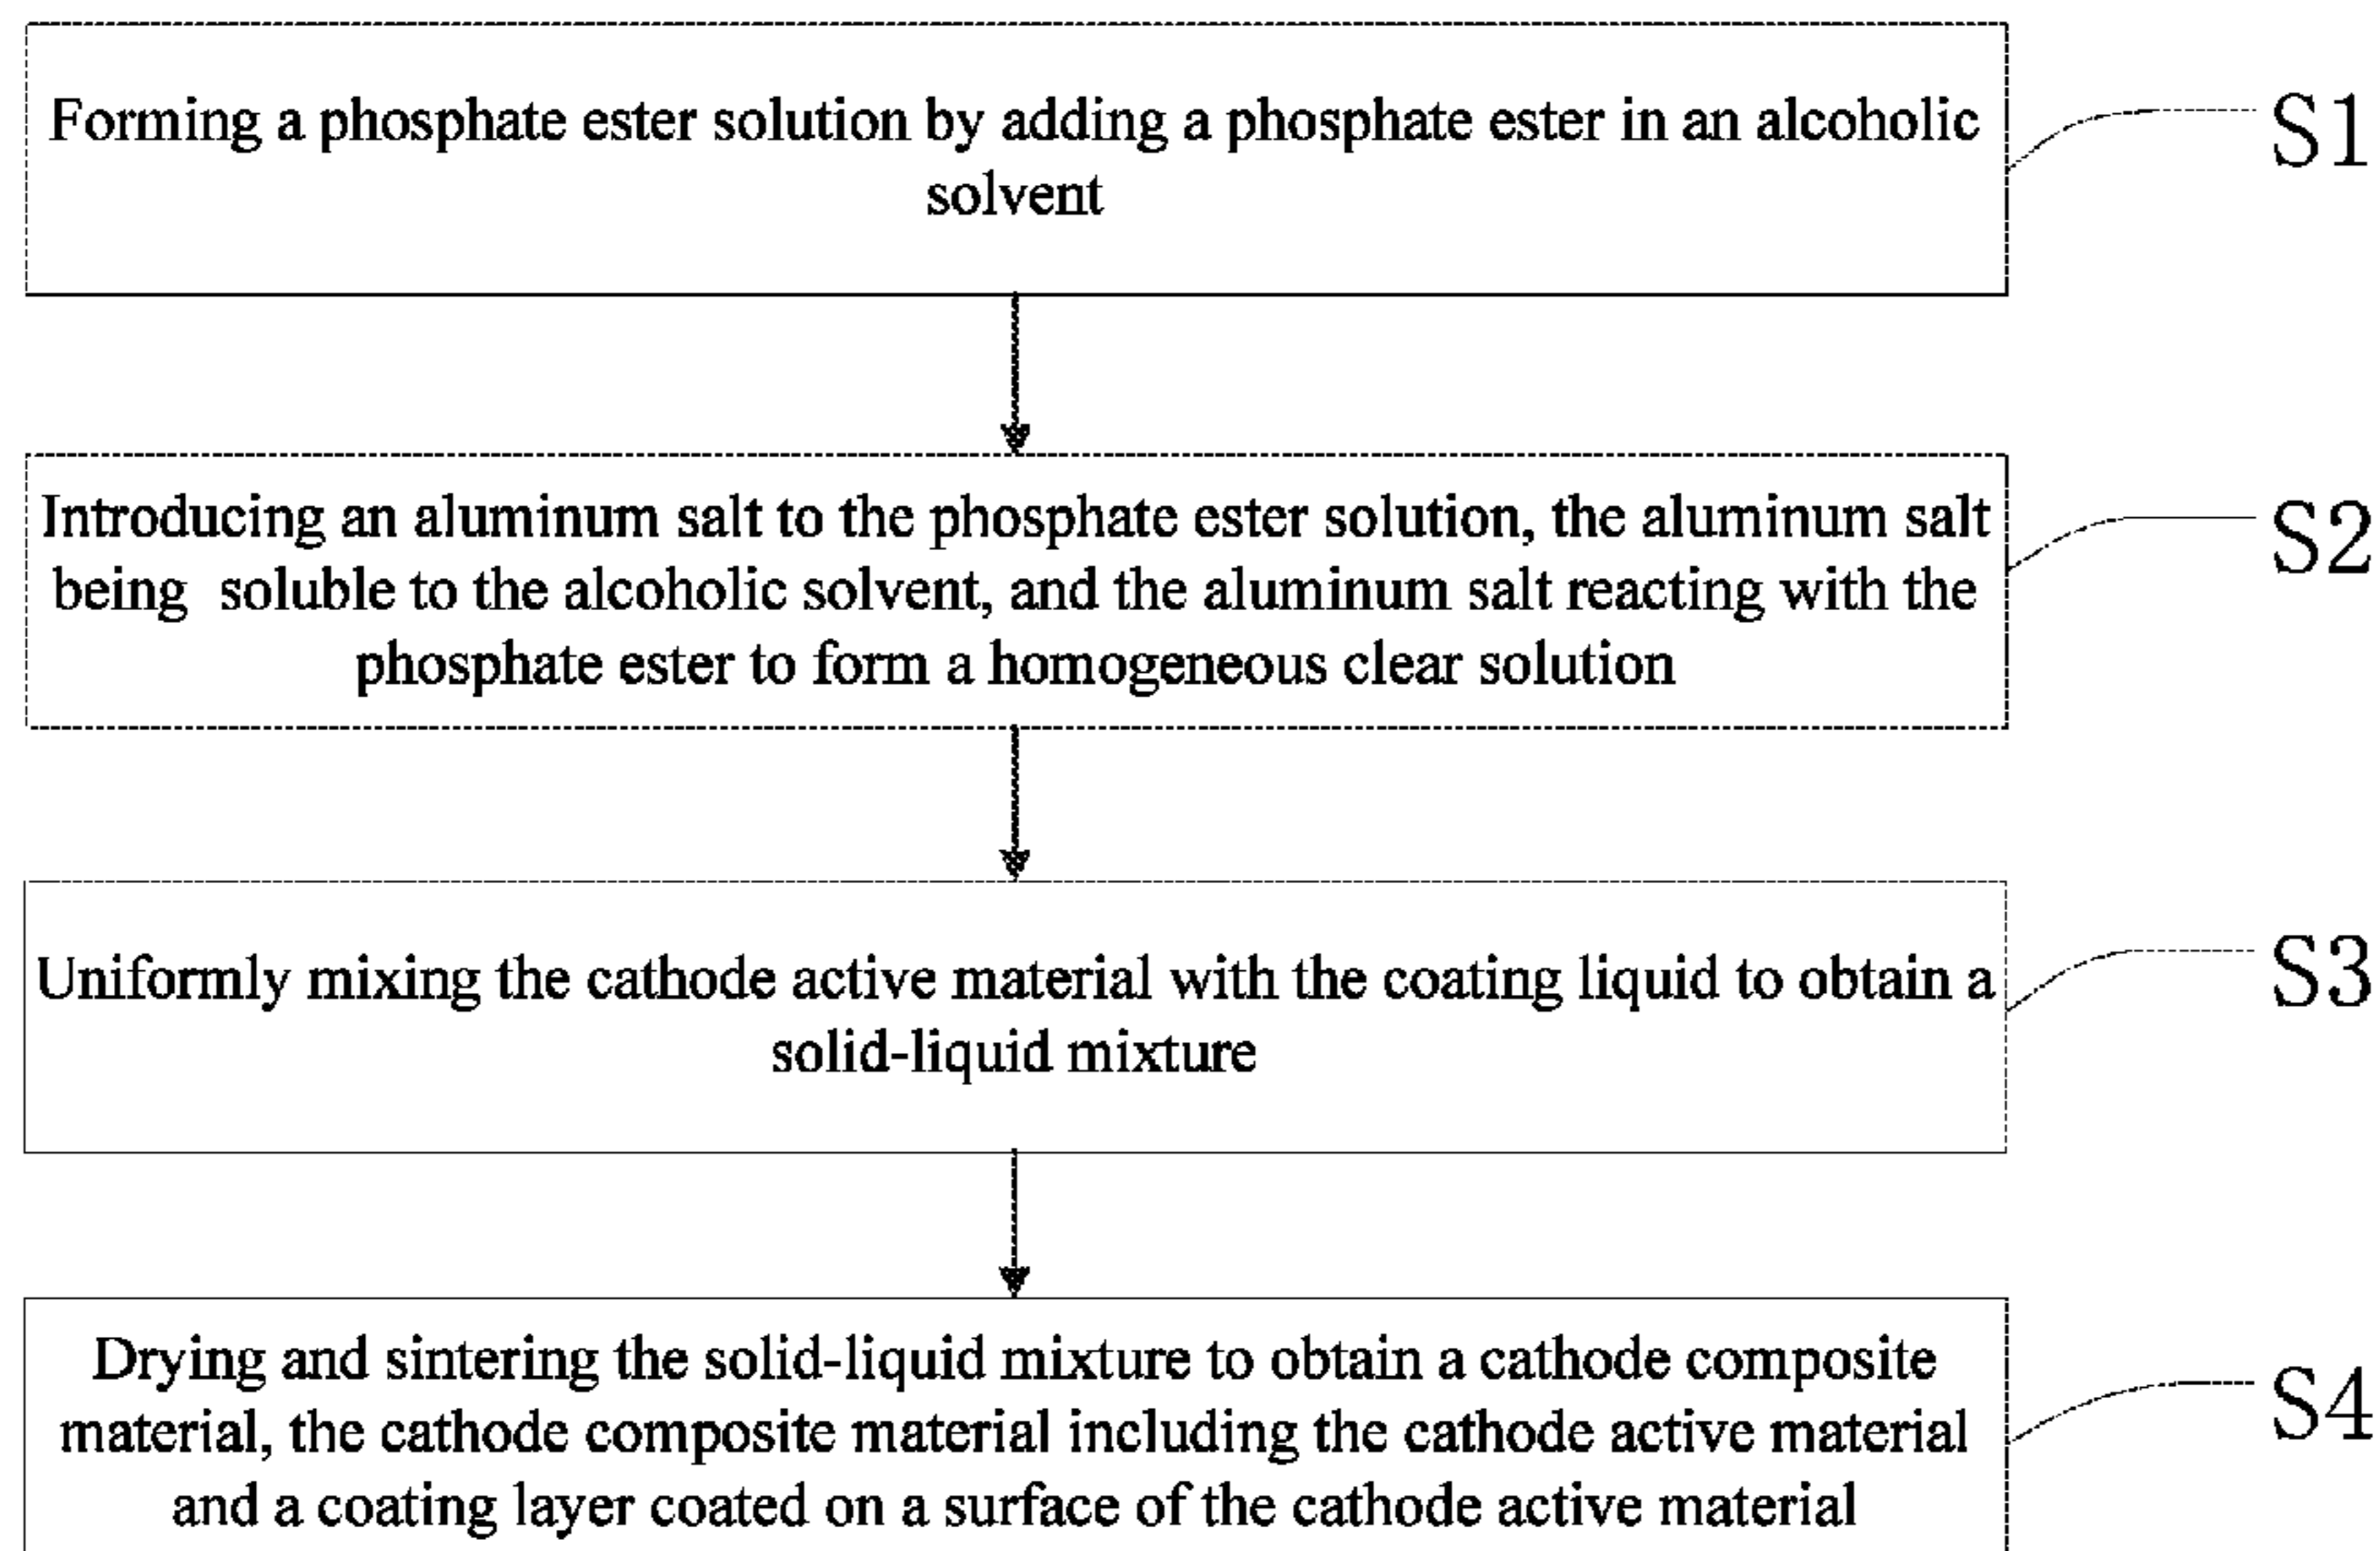 Forming a phosphate ester solution by adding a phosphate ester in an alcoholic
solvent
S1
Introducing an aluminum salt to the phosphate ester solution, the aluminum salt
being soluble to the alcoholic solvent, and the aluminum salt reacting with the
phosphate ester to form a homogeneous clear solution
S2
Uniformly mixing the cathode active material with the coating liquid to obtain a
solid-liquid mixture
S3
Drying and sintering the solid-liquid mixture to obtain a cathode composite
material, the cathode composite material including the cathode active material
and a coating layer coated on a surface of the cathode active material
S4